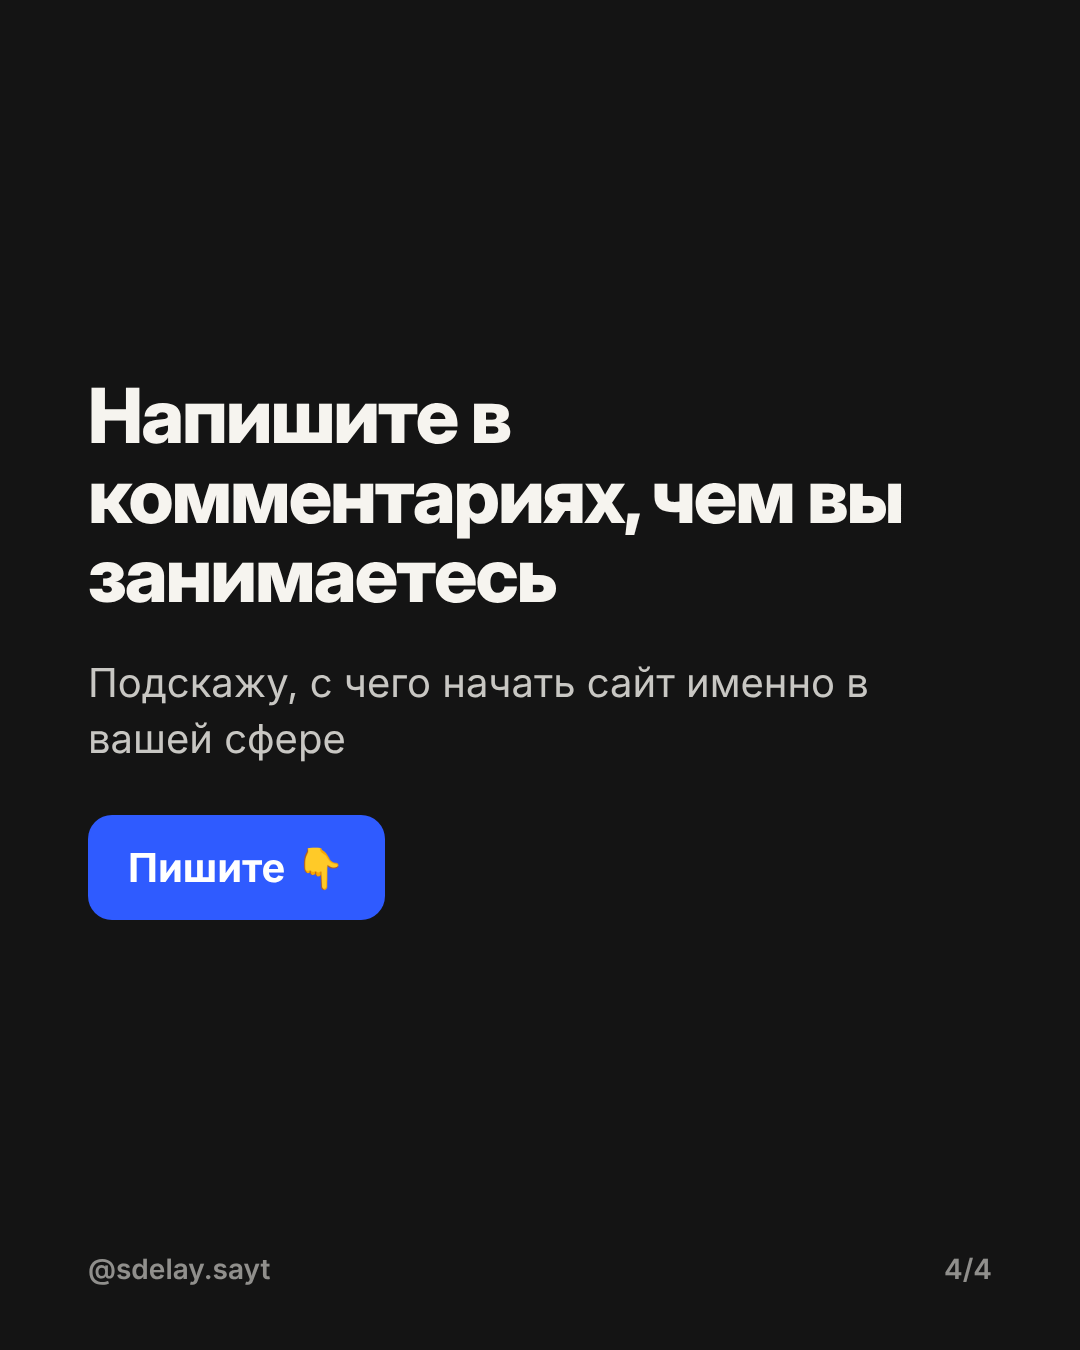 Напишите в
комментариях, чем вы
занимаетесь
Подскажу, с чего начать сайт именно в
вашей сфере
Пишите 👇
@sdelay.sayt
4/4